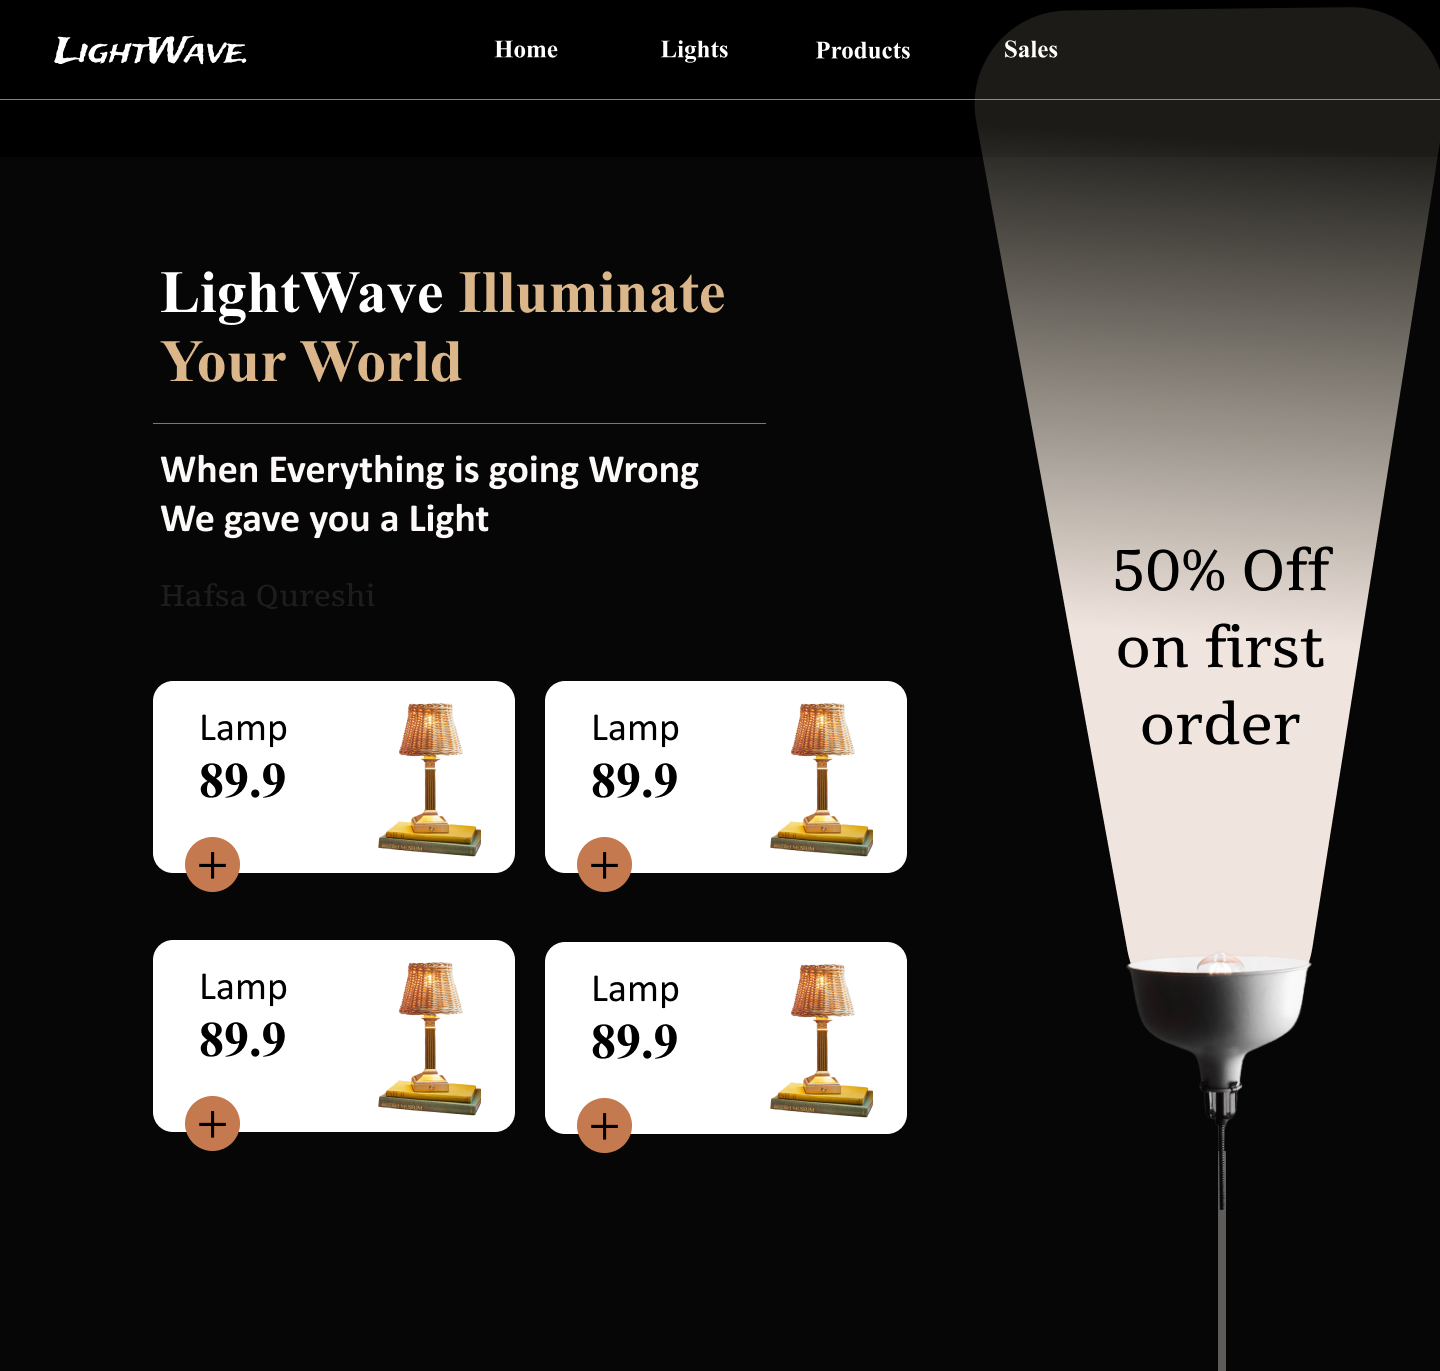 LIGHTWAVE.
Home Lights Products Sales
LightWave Illuminate
Your World
When Everything is going Wrong
We gave you a Light
Hafsa Qureshi
50% Off
on first
order
Lamp
89.9
+
Lamp
89.9
+
Lamp
89.9
+
Lamp
89.9
+